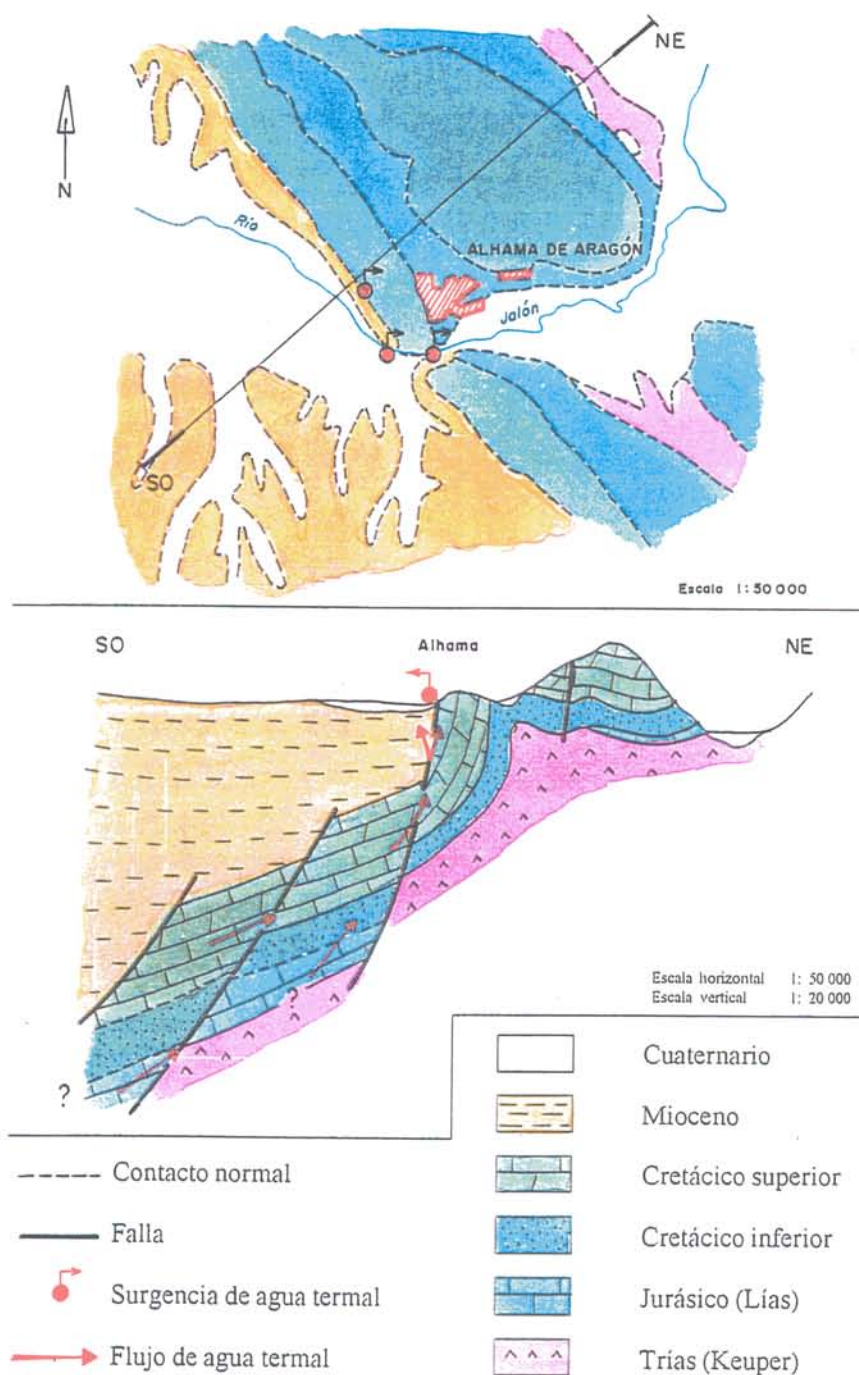 NE
N
Río
ALHAMA DE ARAGÓN
Jalón
SO
Escala 1:50 000
SO
Alhama
NE
?
?
Escala horizontal 1: 50 000
Escala vertical 1: 20 000
Contacto normal
Falla
Surgencia de agua termal
Flujo de agua termal
Cuaternario
Mioceno
Cretácico superior
Cretácico inferior
Jurásico (Lías)
Trías (Keuper)